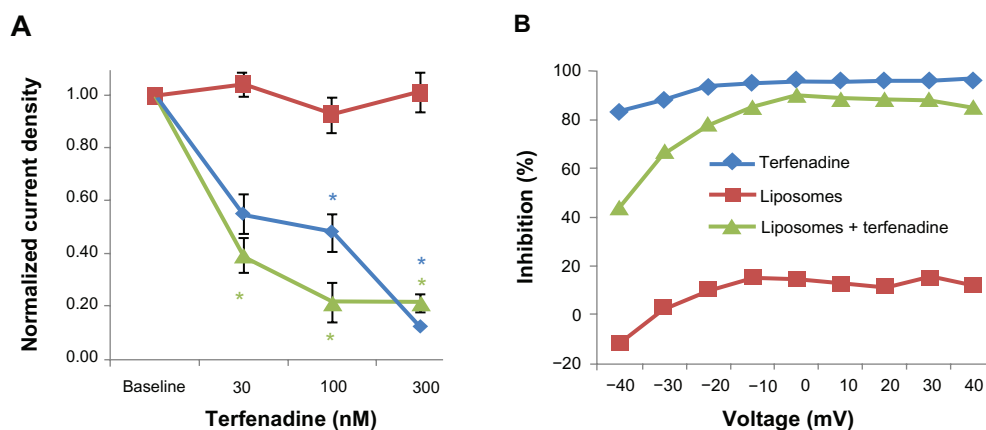 A
Normalized current density
1.00
0.80
0.60
0.40
0.20
0.00
*
*
*
*
*
Baseline 30 100 300
Terfenadine (nM)
B
Inhibition (%)
100
80
60
40
20
0
−20
Terfenadine
Liposomes
Liposomes + terfenadine
−40 −30 −20 −10 0 10 20 30 40
Voltage (mV)